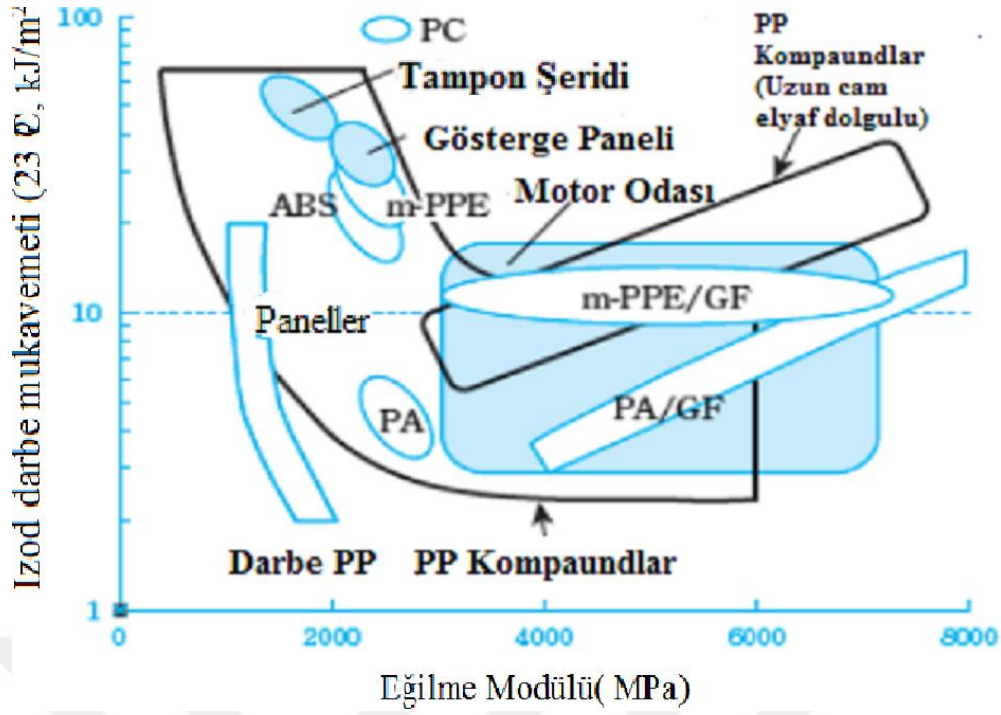 Izod darbe mukavemeti (23 ℃, kJ/m²
100
10
1
PC
PP
Kompaundlar
(Uzun cam
elyaf dolgulu)
Tampon Şeridi
Gösterge Paneli
Motor Odası
ABS
m-PPE
m-PPE/GF
Paneller
PA
PA/GF
Darbe PP
PP Kompaundlar
0
2000
4000
6000
8000
Eğilme Modülü( MPa)